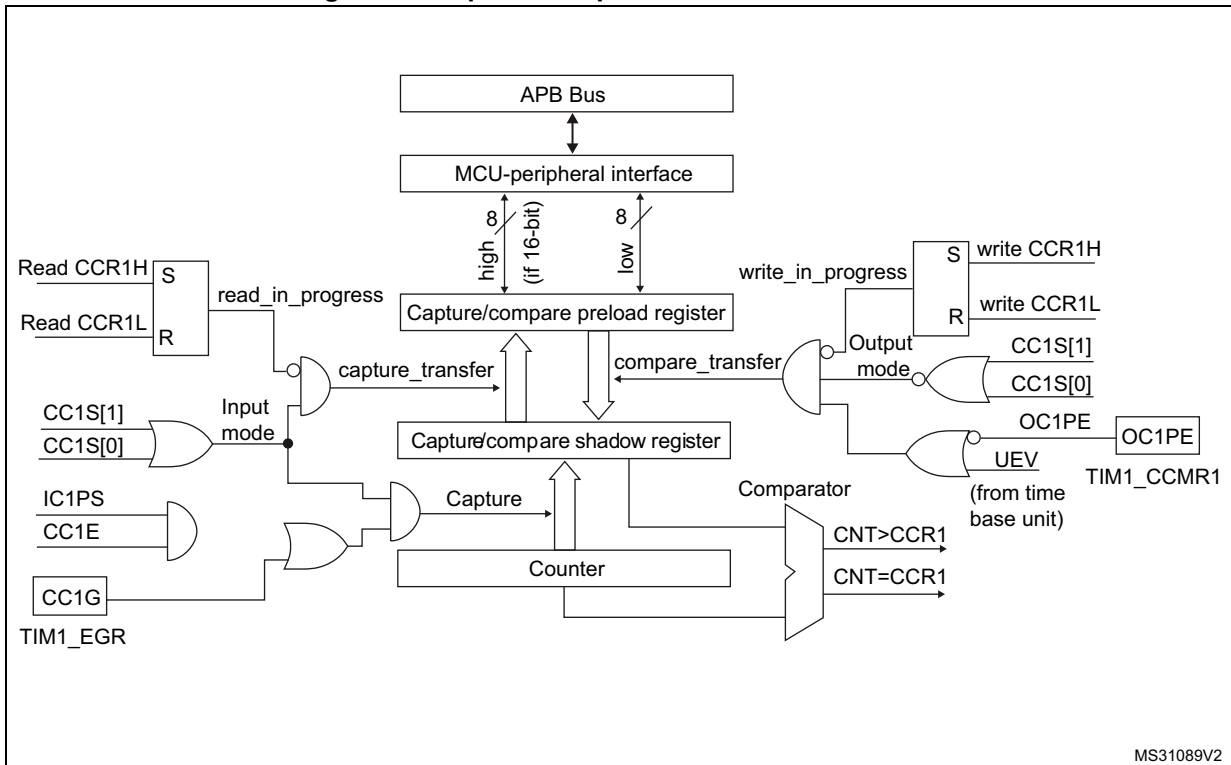 APB Bus
MCU-peripheral interface
8
high
(if 16-bit)
8
low
Read CCR1H
S
read_in_progress
Read CCR1L
R
write_in_progress
S
write CCR1H
R
write CCR1L
Capture/compare preload register
capture_transfer
compare_transfer
Output
mode
CC1S[1]
CC1S[0]
CC1S[1]
CC1S[0]
Input
mode
Capture/compare shadow register
OC1PE
OC1PE
UEV
TIM1_CCMR1
(from time
base unit)
IC1PS
CC1E
Capture
Comparator
CNT>CCR1
CNT=CCR1
Counter
CC1G
TIM1_EGR
MS31089V2